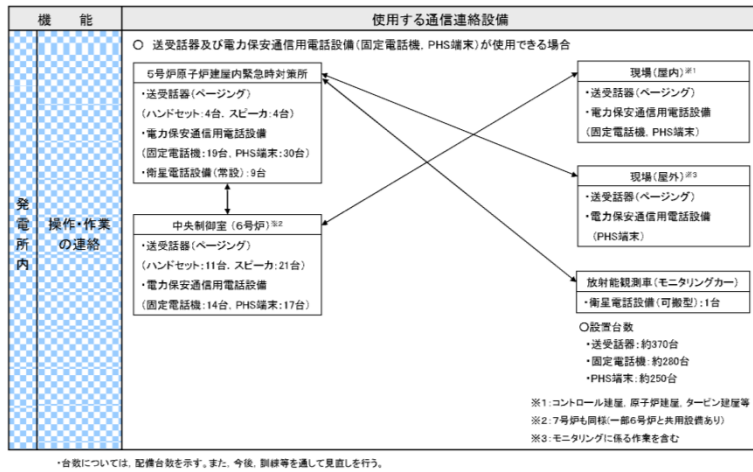 機　能
使用する通信連絡設備
発電所内
操作・作業
の連絡
○ 送受話器及び電力保安通信用電話設備(固定電話機, PHS端末)が使用できる場合
5号炉原子炉建屋内緊急時対策所
・送受話器(ページング)
(ハンドセット:4台, スピーカ:4台)
・電力保安通信用電話設備
(固定電話機:19台, PHS端末:30台)
・衛星電話設備(常設):9台
中央制御室(6号炉)※2
・送受話器(ページング)
(ハンドセット:11台, スピーカ:21台)
・電力保安通信用電話設備
(固定電話機:14台, PHS端末:17台)
現場(屋内)※1
・送受話器(ページング)
・電力保安通信用電話設備
(固定電話機, PHS端末)
現場(屋外)※3
・送受話器(ページング)
・電力保安通信用電話設備
(PHS端末)
放射能観測車(モニタリングカー)
・衛星電話設備(可搬型):1台
○設置台数
・送受話器:約370台
・固定電話機:約280台
・PHS端末:約250台
※1:コントロール建屋, 原子炉建屋, タービン建屋等
※2:7号炉も同様(一部6号炉と共用設備あり)
※3:モニタリングに係る作業を含む
・台数については, 配備台数を示す。また, 今後, 訓練等を通して見直しを行う。